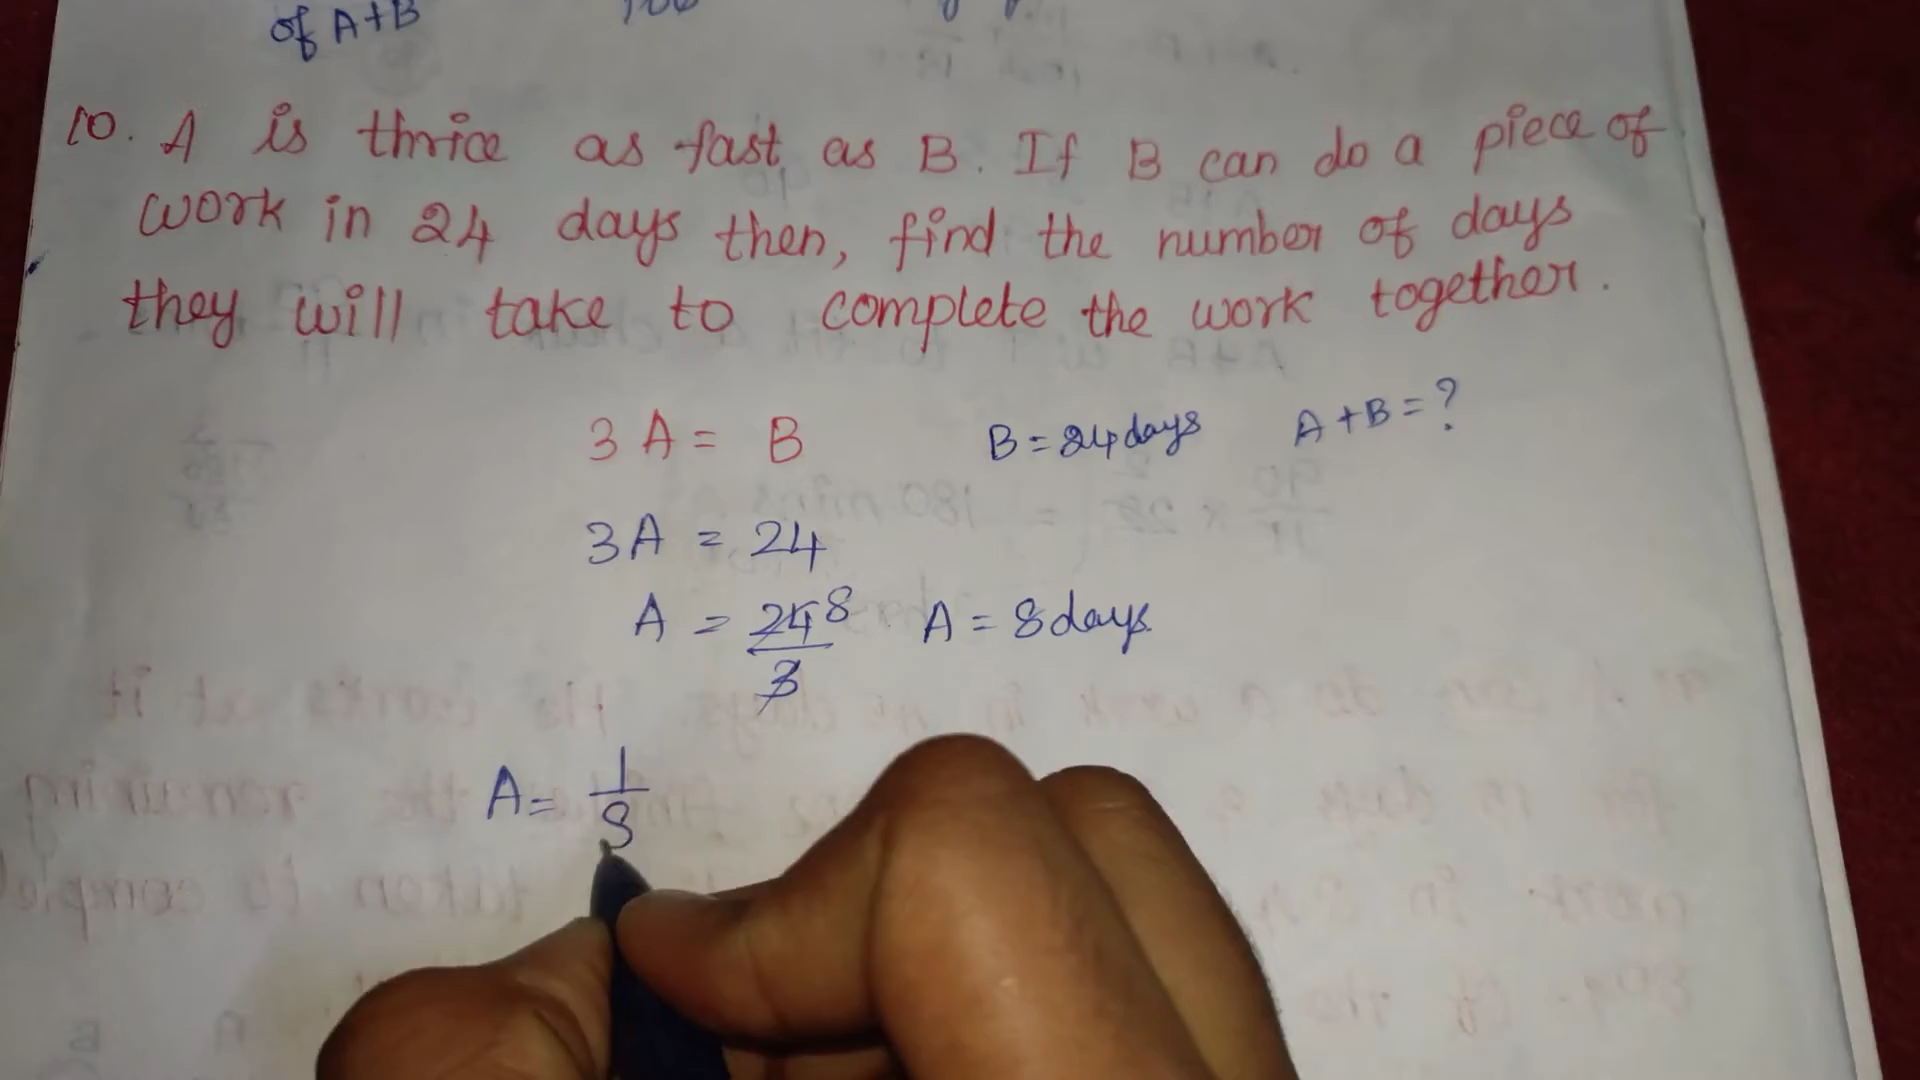 of A+B
10. A is thrice as fast as B. If B can do a piece of
work in 24 days then, find the number of days
they will take to complete the work together.
3A = B    B = 24 days    A + B = ?
3A = 24
A = 24/3 8    A = 8 days
A = 1/8